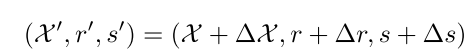 (𝒳′, r′, s′) = (𝒳 + Δ𝒳, r + Δr, s + Δs)